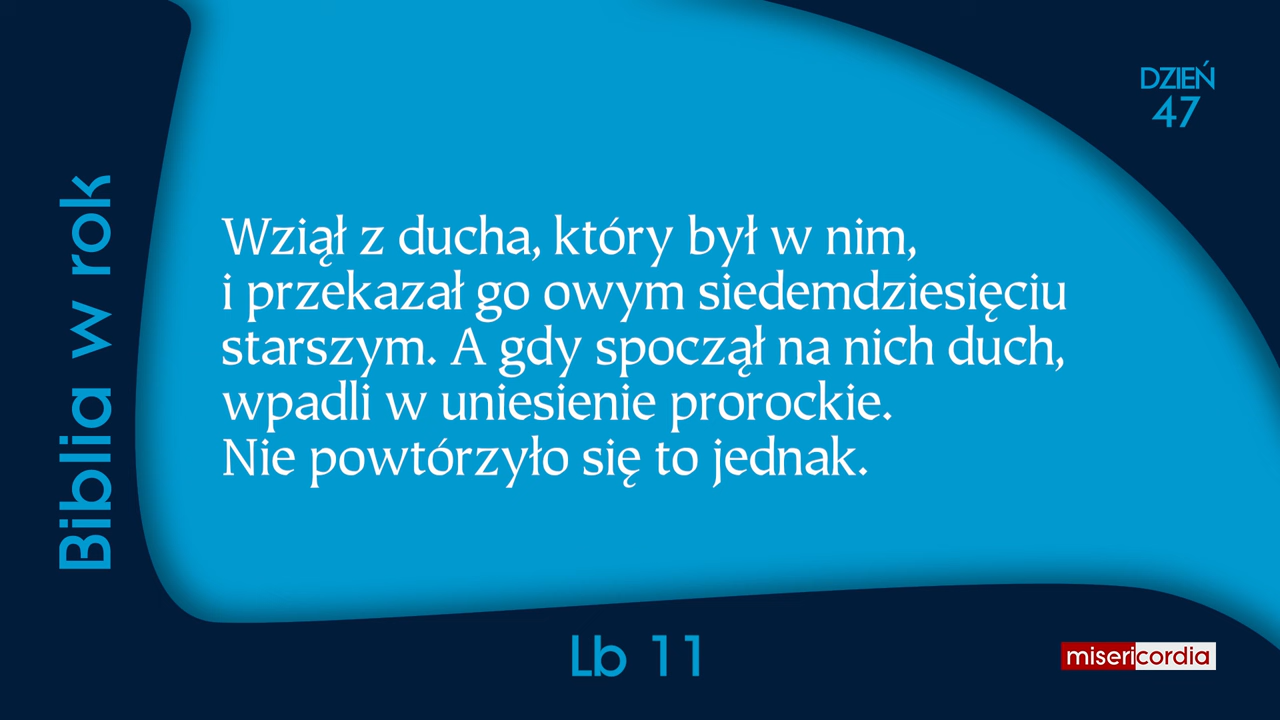 DZIEŃ
47
Biblia w rok
Wziął z ducha, który był w nim,
i przekazał go owym siedemdziesięciu
starszym. A gdy spoczął na nich duch,
wpadli w uniesienie prorockie.
Nie powtórzyło się to jednak.
Lb 11
misericordia